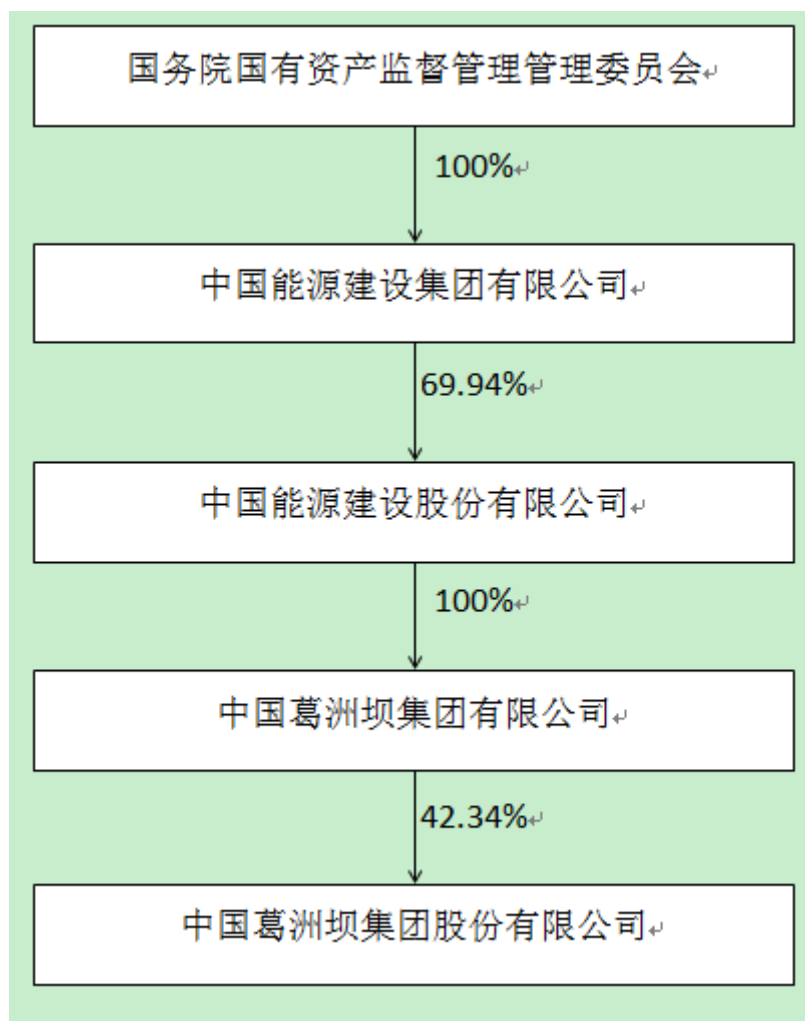 国务院国有资产监督管理管理委员会↵
100%↵
中国能源建设集团有限公司↵
69.94%↵
中国能源建设股份有限公司↵
100%↵
中国葛洲坝集团有限公司↵
42.34%↵
中国葛洲坝集团股份有限公司↵